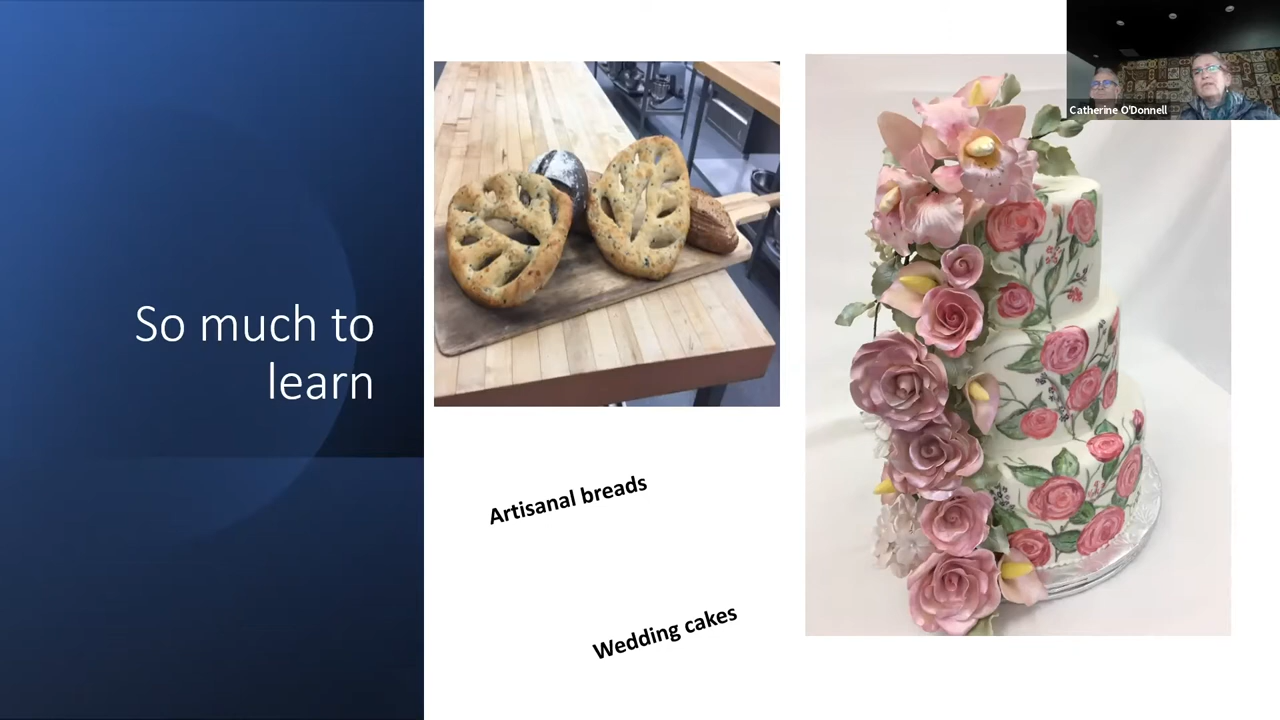 So much to
learn
Artisanal breads
Wedding cakes
Catherine O'Donnell